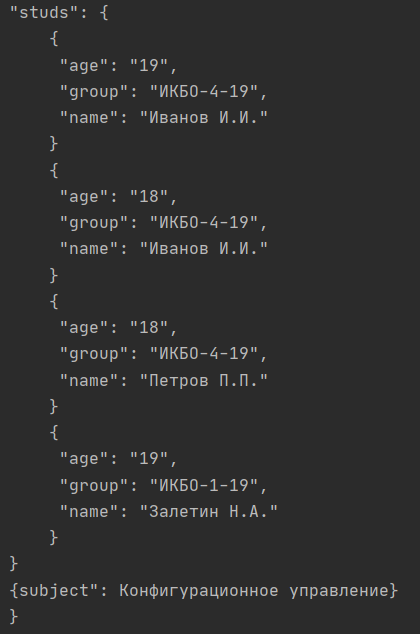 "studs": {
    {
     "age": "19",
     "group": "ИКБО-4-19",
     "name": "Иванов И.И."
    }
    {
     "age": "18",
     "group": "ИКБО-4-19",
     "name": "Иванов И.И."
    }
    {
     "age": "18",
     "group": "ИКБО-4-19",
     "name": "Петров П.П."
    }
    {
     "age": "19",
     "group": "ИКБО-1-19",
     "name": "Залетин Н.А."
    }
}
{subject": Конфигурационное управление}
}